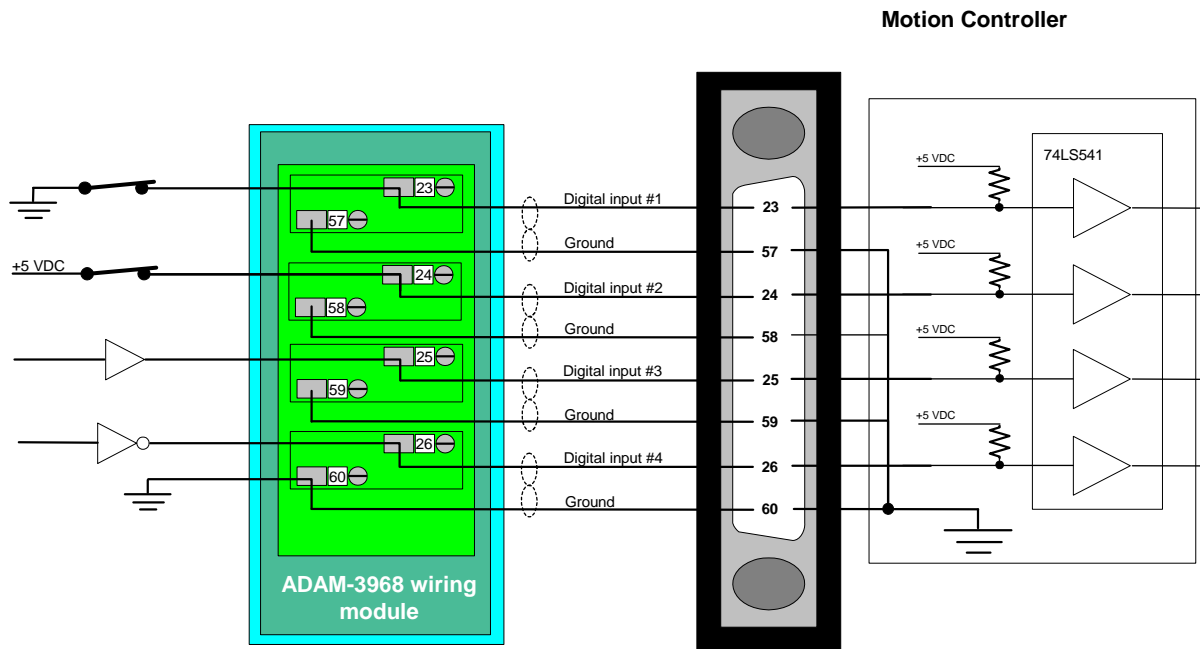 Motion Controller
+5 VDC
74LS541
23
Digital input #1
23
57
Ground
57
+5 VDC
+5 VDC
24
Digital input #2
24
58
Ground
58
+5 VDC
25
Digital input #3
25
59
Ground
59
+5 VDC
26
Digital input #4
26
60
Ground
60
ADAM-3968 wiring
module